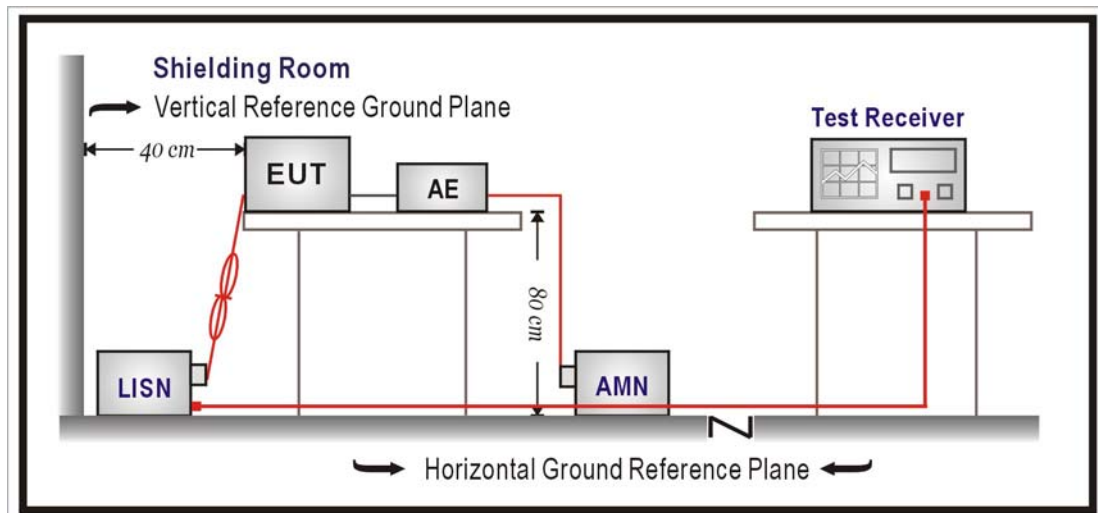 Shielding Room
Vertical Reference Ground Plane
Test Receiver
40 cm
EUT
AE
80 cm
LISN
AMN
Horizontal Ground Reference Plane